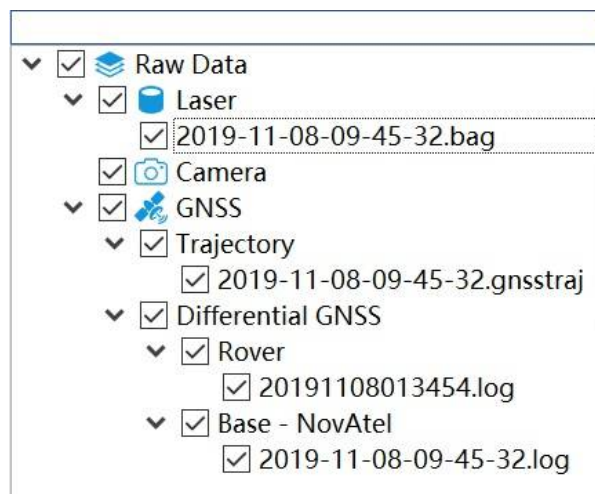 Raw Data
Laser
2019-11-08-09-45-32.bag
Camera
GNSS
Trajectory
2019-11-08-09-45-32.gnsstraj
Differential GNSS
Rover
20191108013454.log
Base - NovAtel
2019-11-08-09-45-32.log